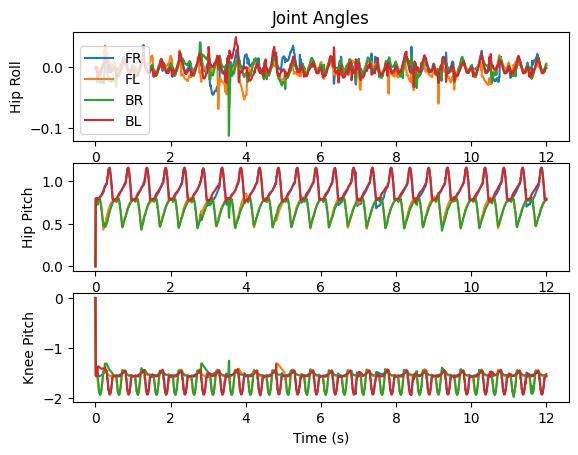 Joint Angles
Hip Roll
0.0
−0.1
FR
FL
BR
BL
0 2 4 6 8 10 12
Hip Pitch
1.0
0.5
0.0
0 2 4 6 8 10 12
Knee Pitch
0
−1
−2
0 2 4 6 8 10 12
Time (s)